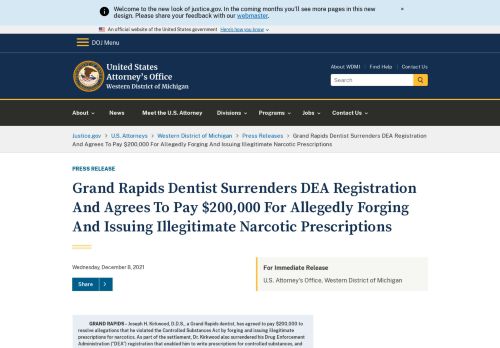 Welcome to the new look of justice.gov. In the coming months you'll see more pages in this new
design. Please share your feedback with our webmaster.
×
An official website of the United States government Here's how you know
DOJ Menu
United States
Attorney's Office
Western District of Michigan
About WDMI Find Help Contact Us
Search
About News Meet the U.S. Attorney Divisions Programs Jobs Contact Us
Justice.gov > U.S. Attorneys > Western District of Michigan > Press Releases > Grand Rapids Dentist Surrenders DEA Registration
And Agrees To Pay $200,000 For Allegedly Forging And Issuing Illegitimate Narcotic Prescriptions
PRESS RELEASE
Grand Rapids Dentist Surrenders DEA Registration
And Agrees To Pay $200,000 For Allegedly Forging
And Issuing Illegitimate Narcotic Prescriptions
Wednesday, December 8, 2021
Share >
For Immediate Release
U.S. Attorney's Office, Western District of Michigan
GRAND RAPIDS - Joseph H. Kirkwood, D.D.S., a Grand Rapids dentist, has agreed to pay $200,000 to
resolve allegations that he violated the Controlled Substances Act by forging and issuing illegitimate
prescriptions for narcotics. As part of the settlement, Dr. Kirkwood also surrendered his Drug Enforcement
Administration ("DEA") registration that enabled him to write prescriptions for controlled substances, and